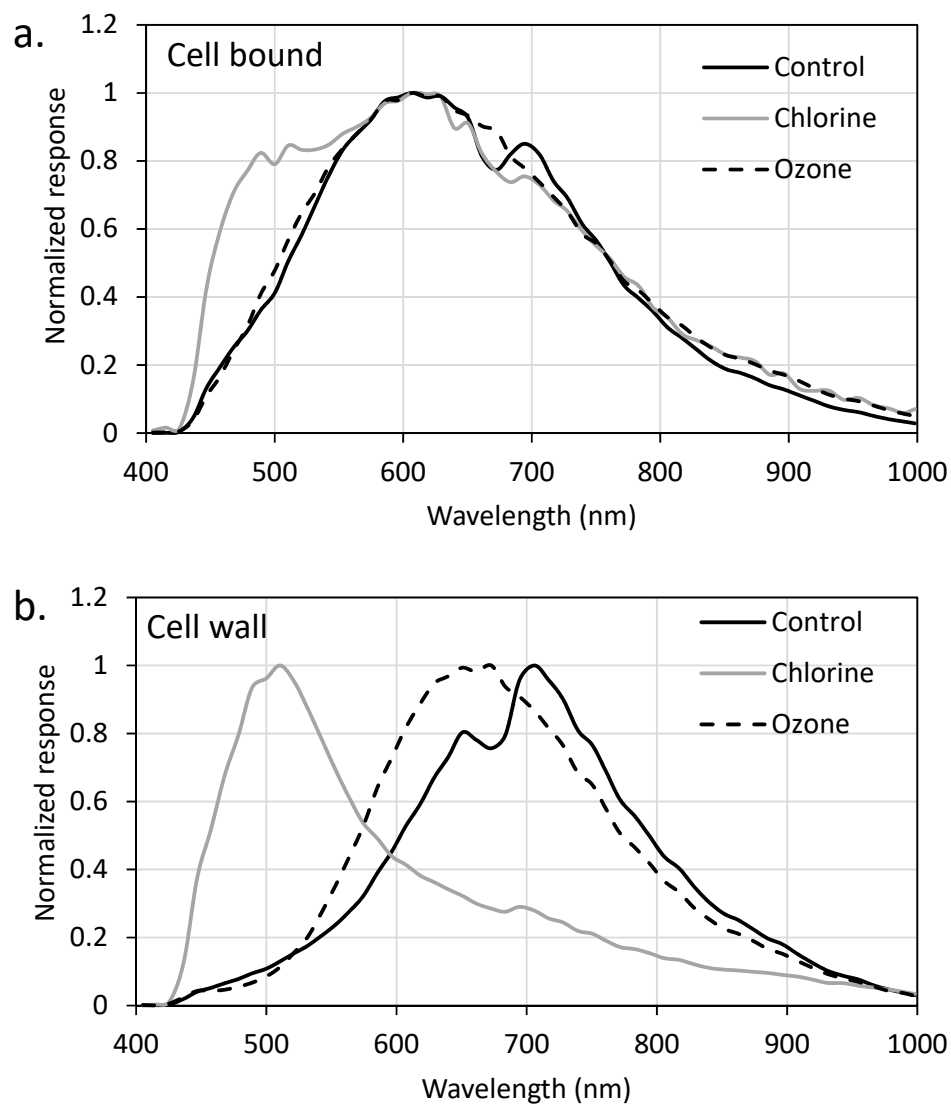 a.
Cell bound
Normalized response
1.2
1
0.8
0.6
0.4
0.2
0
Control
Chlorine
Ozone
400 500 600 700 800 900 1000
Wavelength (nm)
b.
Cell wall
Normalized response
1.2
1
0.8
0.6
0.4
0.2
0
Control
Chlorine
Ozone
400 500 600 700 800 900 1000
Wavelength (nm)